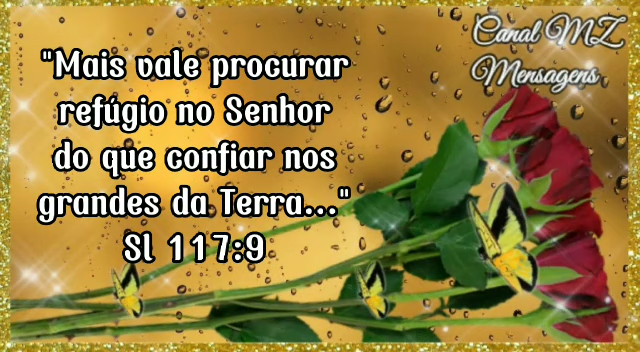 Canal MZ
Mensagens
"Mais vale procurar
refúgio no Senhor
do que confiar nos
grandes da Terra..."
Sl 117:9